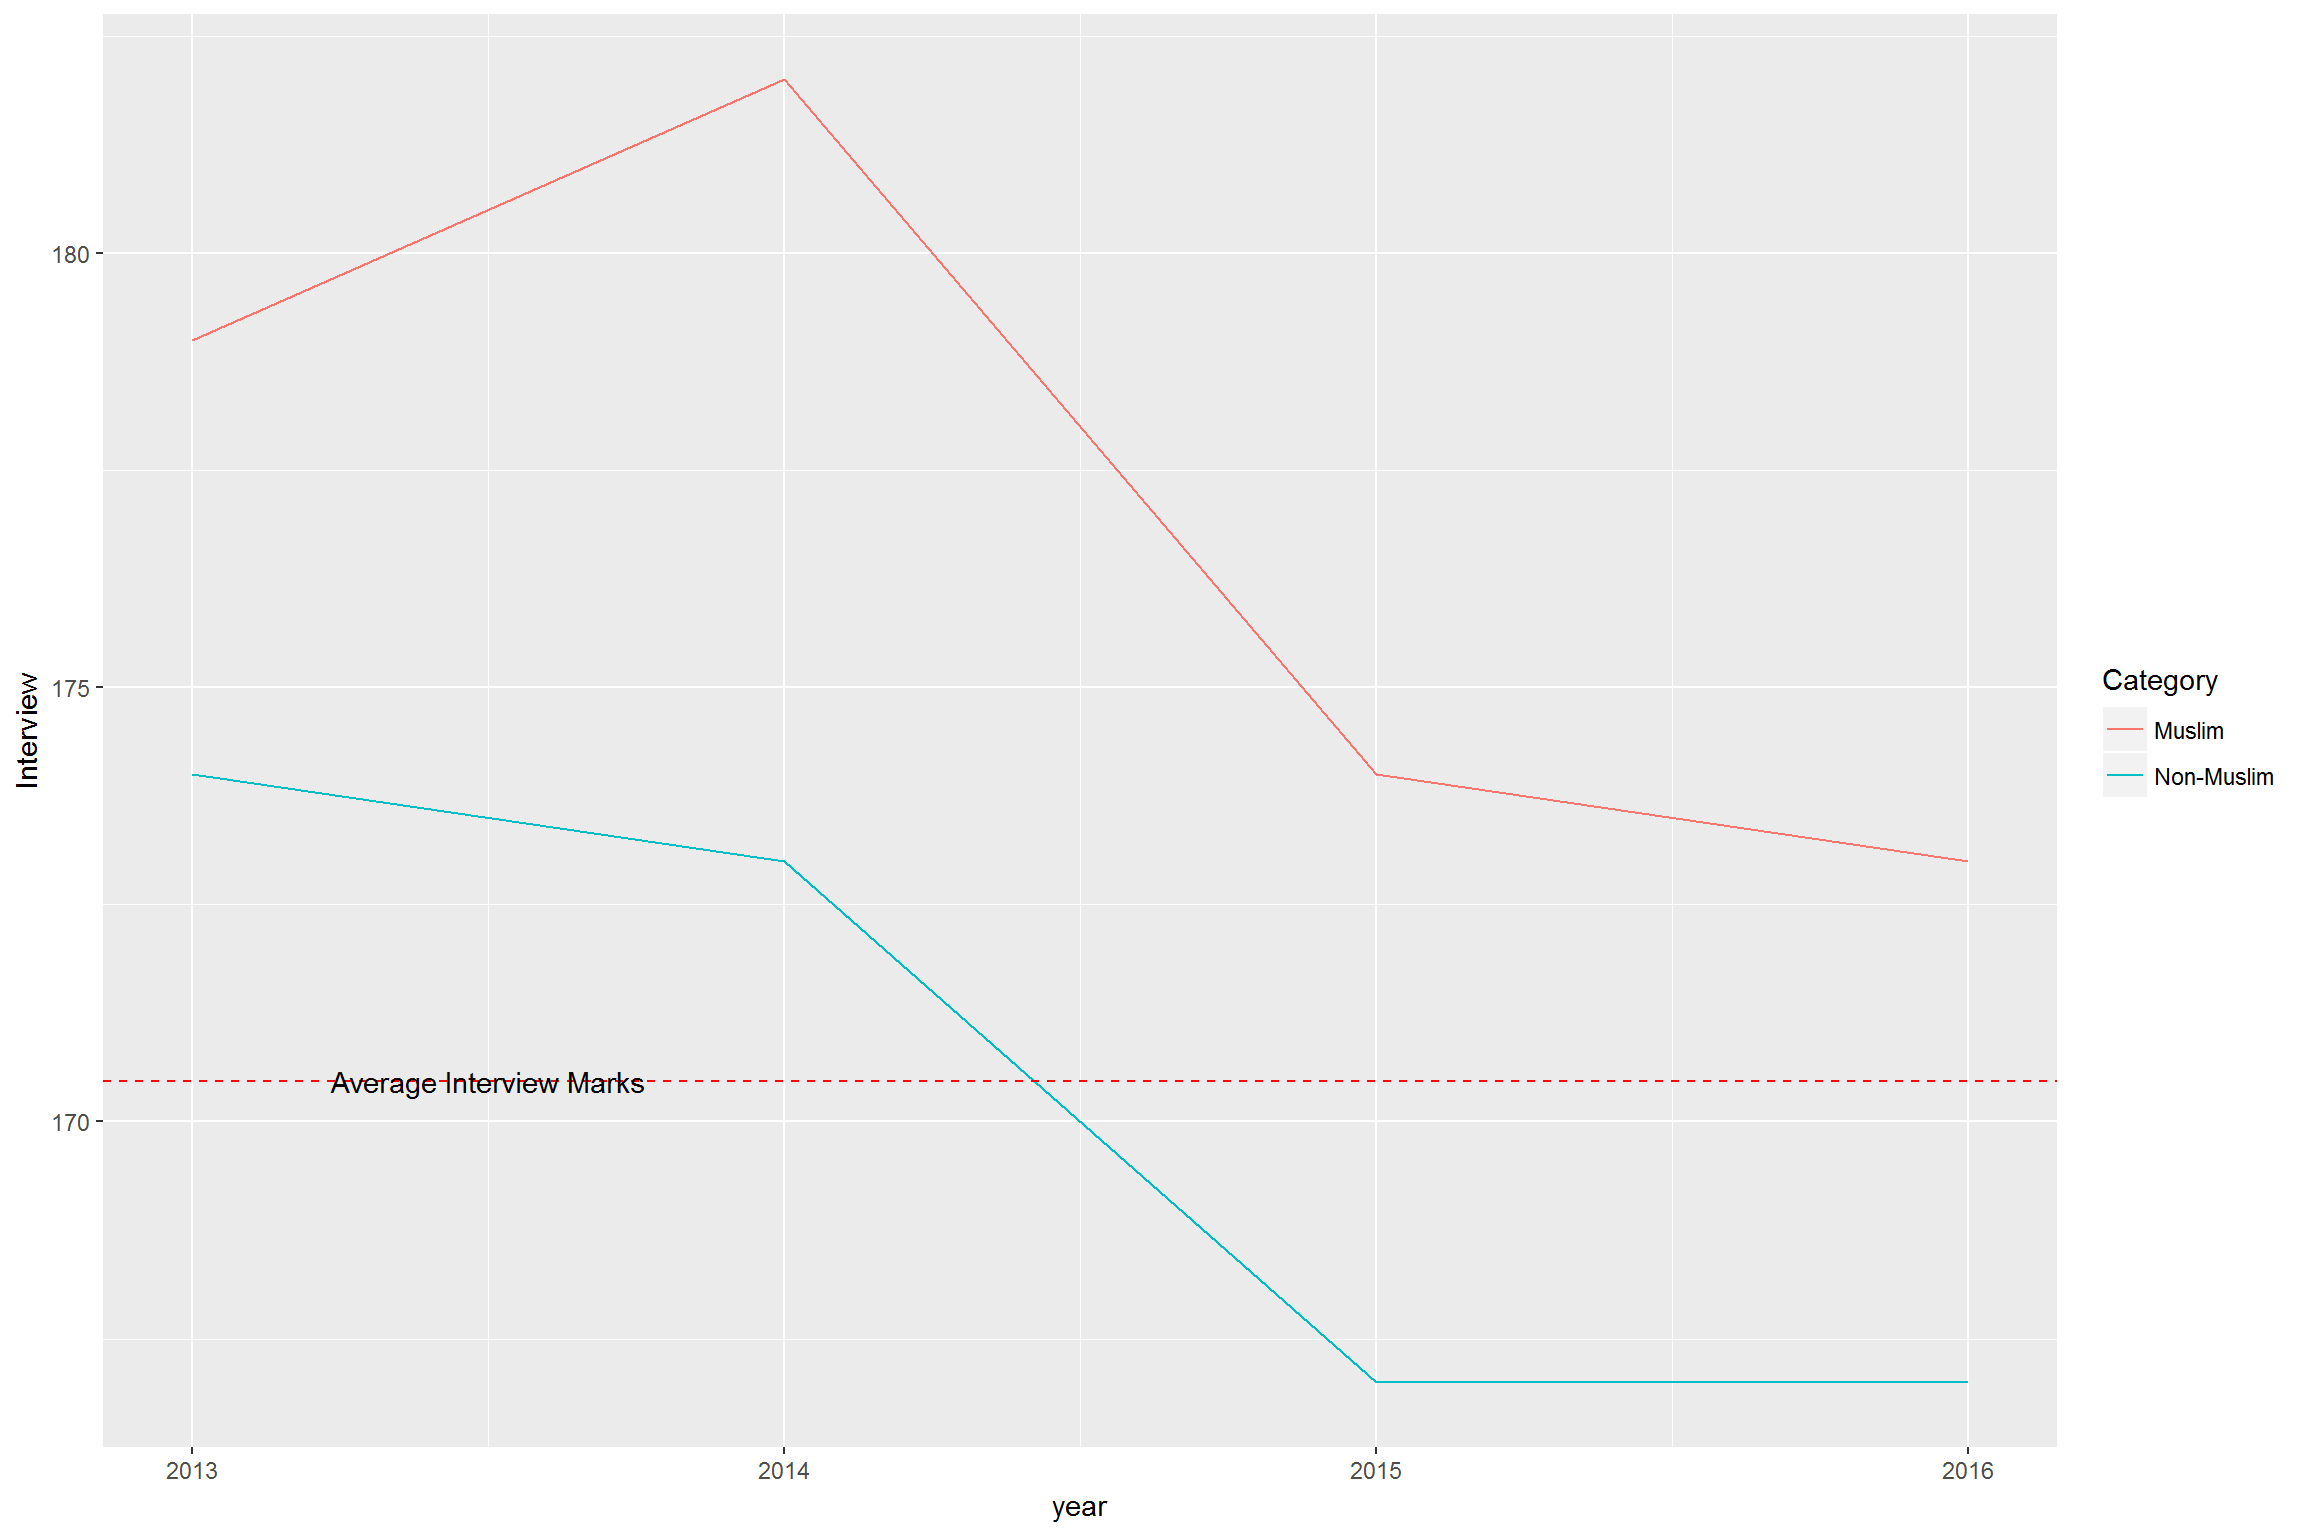 180
175
170
Interview
Average Interview Marks
2013
2014
2015
2016
year
Category
Muslim
Non-Muslim